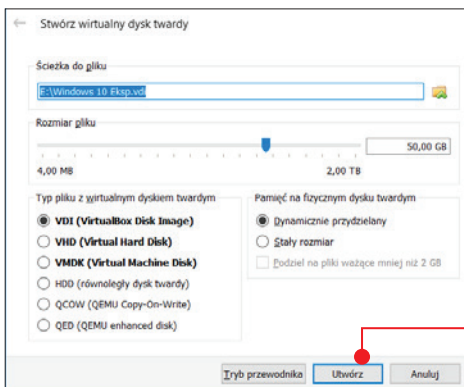 Stwórz wirtualny dysk twardy
Ścieżka do pliku
E:\Windows 10 Eksp.vdi
Rozmiar pliku
50,00 GB
4,00 MB 2,00 TB
Typ pliku z wirtualnym dyskiem twardym
VDI (VirtualBox Disk Image)
VHD (Virtual Hard Disk)
VMDK (Virtual Machine Disk)
HDD (równoległy dysk twardy)
QCOW (QEMU Copy-On-Write)
QED (QEMU enhanced disk)
Pamięć na fizycznym dysku twardym
Dynamicznie przydzielany
Stały rozmiar
Podziel na pliki ważące mniej niż 2 GB
Tryb przewodnika Utwórz Anuluj